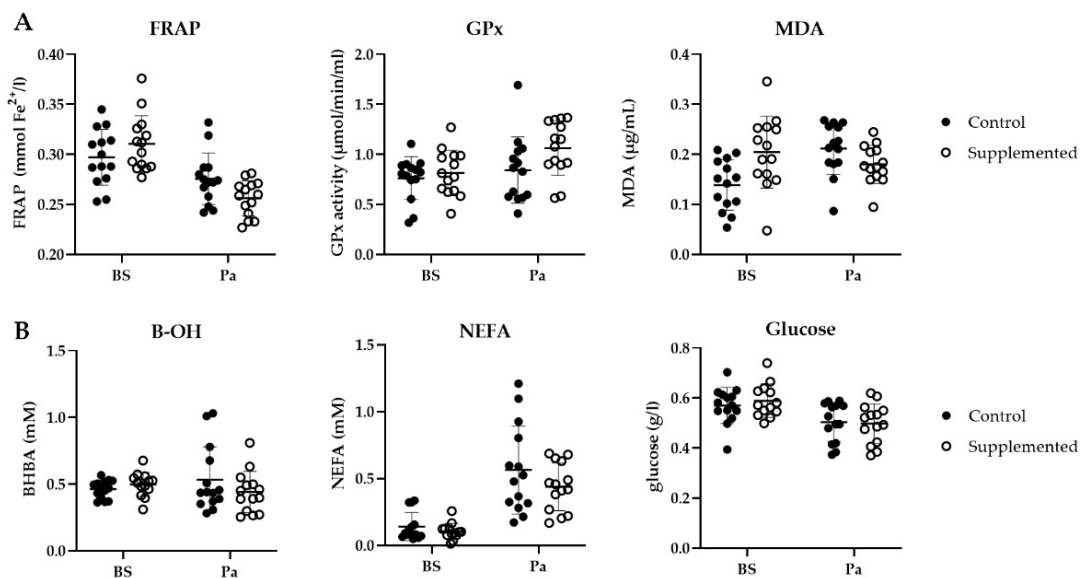 A
FRAP
GPx
MDA
FRAP (mmol Fe²⁺/l)
0.40
0.35
0.30
0.25
0.20
BS
Pa
GPx activity (μmol/min/ml)
2.0
1.5
1.0
0.5
0.0
BS
Pa
MDA (μg/mL)
0.4
0.3
0.2
0.1
0.0
BS
Pa
Control
Supplemented
B
B-OH
NEFA
Glucose
BHBA (mM)
1.5
1.0
0.5
0.0
BS
Pa
NEFA (mM)
1.5
1.0
0.5
0.0
BS
Pa
glucose (g/l)
0.8
0.6
0.4
0.2
0.0
BS
Pa
Control
Supplemented